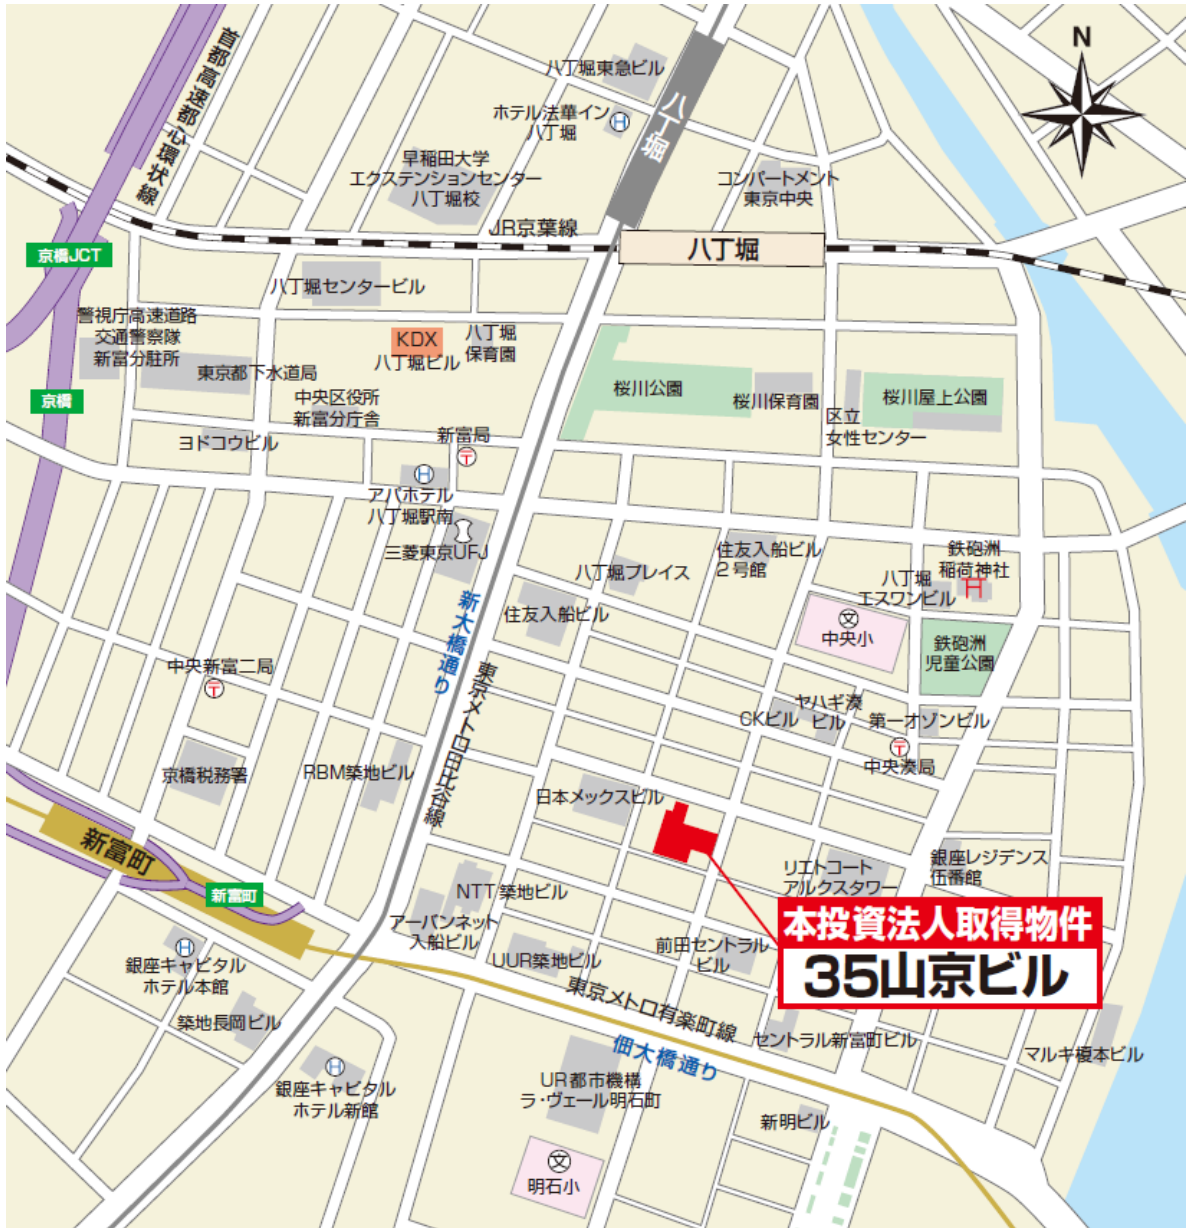 N
首都高速都心環状線
八丁堀東急ビル
八丁堀
ホテル法華イン
八丁堀
H
早稲田大学
エクステンションセンター
八丁堀校
コンパートメント
東京中央
JR京葉線
八丁堀
京橋JCT
八丁堀センタービル
警視庁高速道路
交通警察隊
新富分駐所
KDX
八丁堀ビル
八丁堀
保育園
東京都下水道局
京橋
中央区役所
新富分庁舎
桜川公園
桜川保育園
桜川屋上公園
区立
女性センター
ヨドコウビル
新富局
〒
H
アパホテル
八丁堀駅南
三菱東京UFJ
八丁堀プレイス
住友入船ビル
2号館
鉄砲洲
稲荷神社
八丁堀
エスワンビル
新大橋通り
住友入船ビル
文
中央小
鉄砲洲
児童公園
中央新富二局
〒
東京メトロ日比谷線
CKビル
ヤハギ湊
ビル
第一オゾンビル
〒
中央湊局
京橋税務署
RBM築地ビル
日本メックスビル
新富町
新富町
リエトコート
アルクスタワー
銀座レジデンス
伍番館
NTT築地ビル
アーバンネット
入船ビル
本投資法人取得物件
35山京ビル
H
銀座キャピタル
ホテル本館
UUR築地ビル
前田セントラル
ビル
東京メトロ有楽町線
佃大橋通り
築地長岡ビル
セントラル新富町ビル
マルキ榎本ビル
H
銀座キャピタル
ホテル新館
UR都市機構
ラ・ヴェール明石町
新明ビル
文
明石小